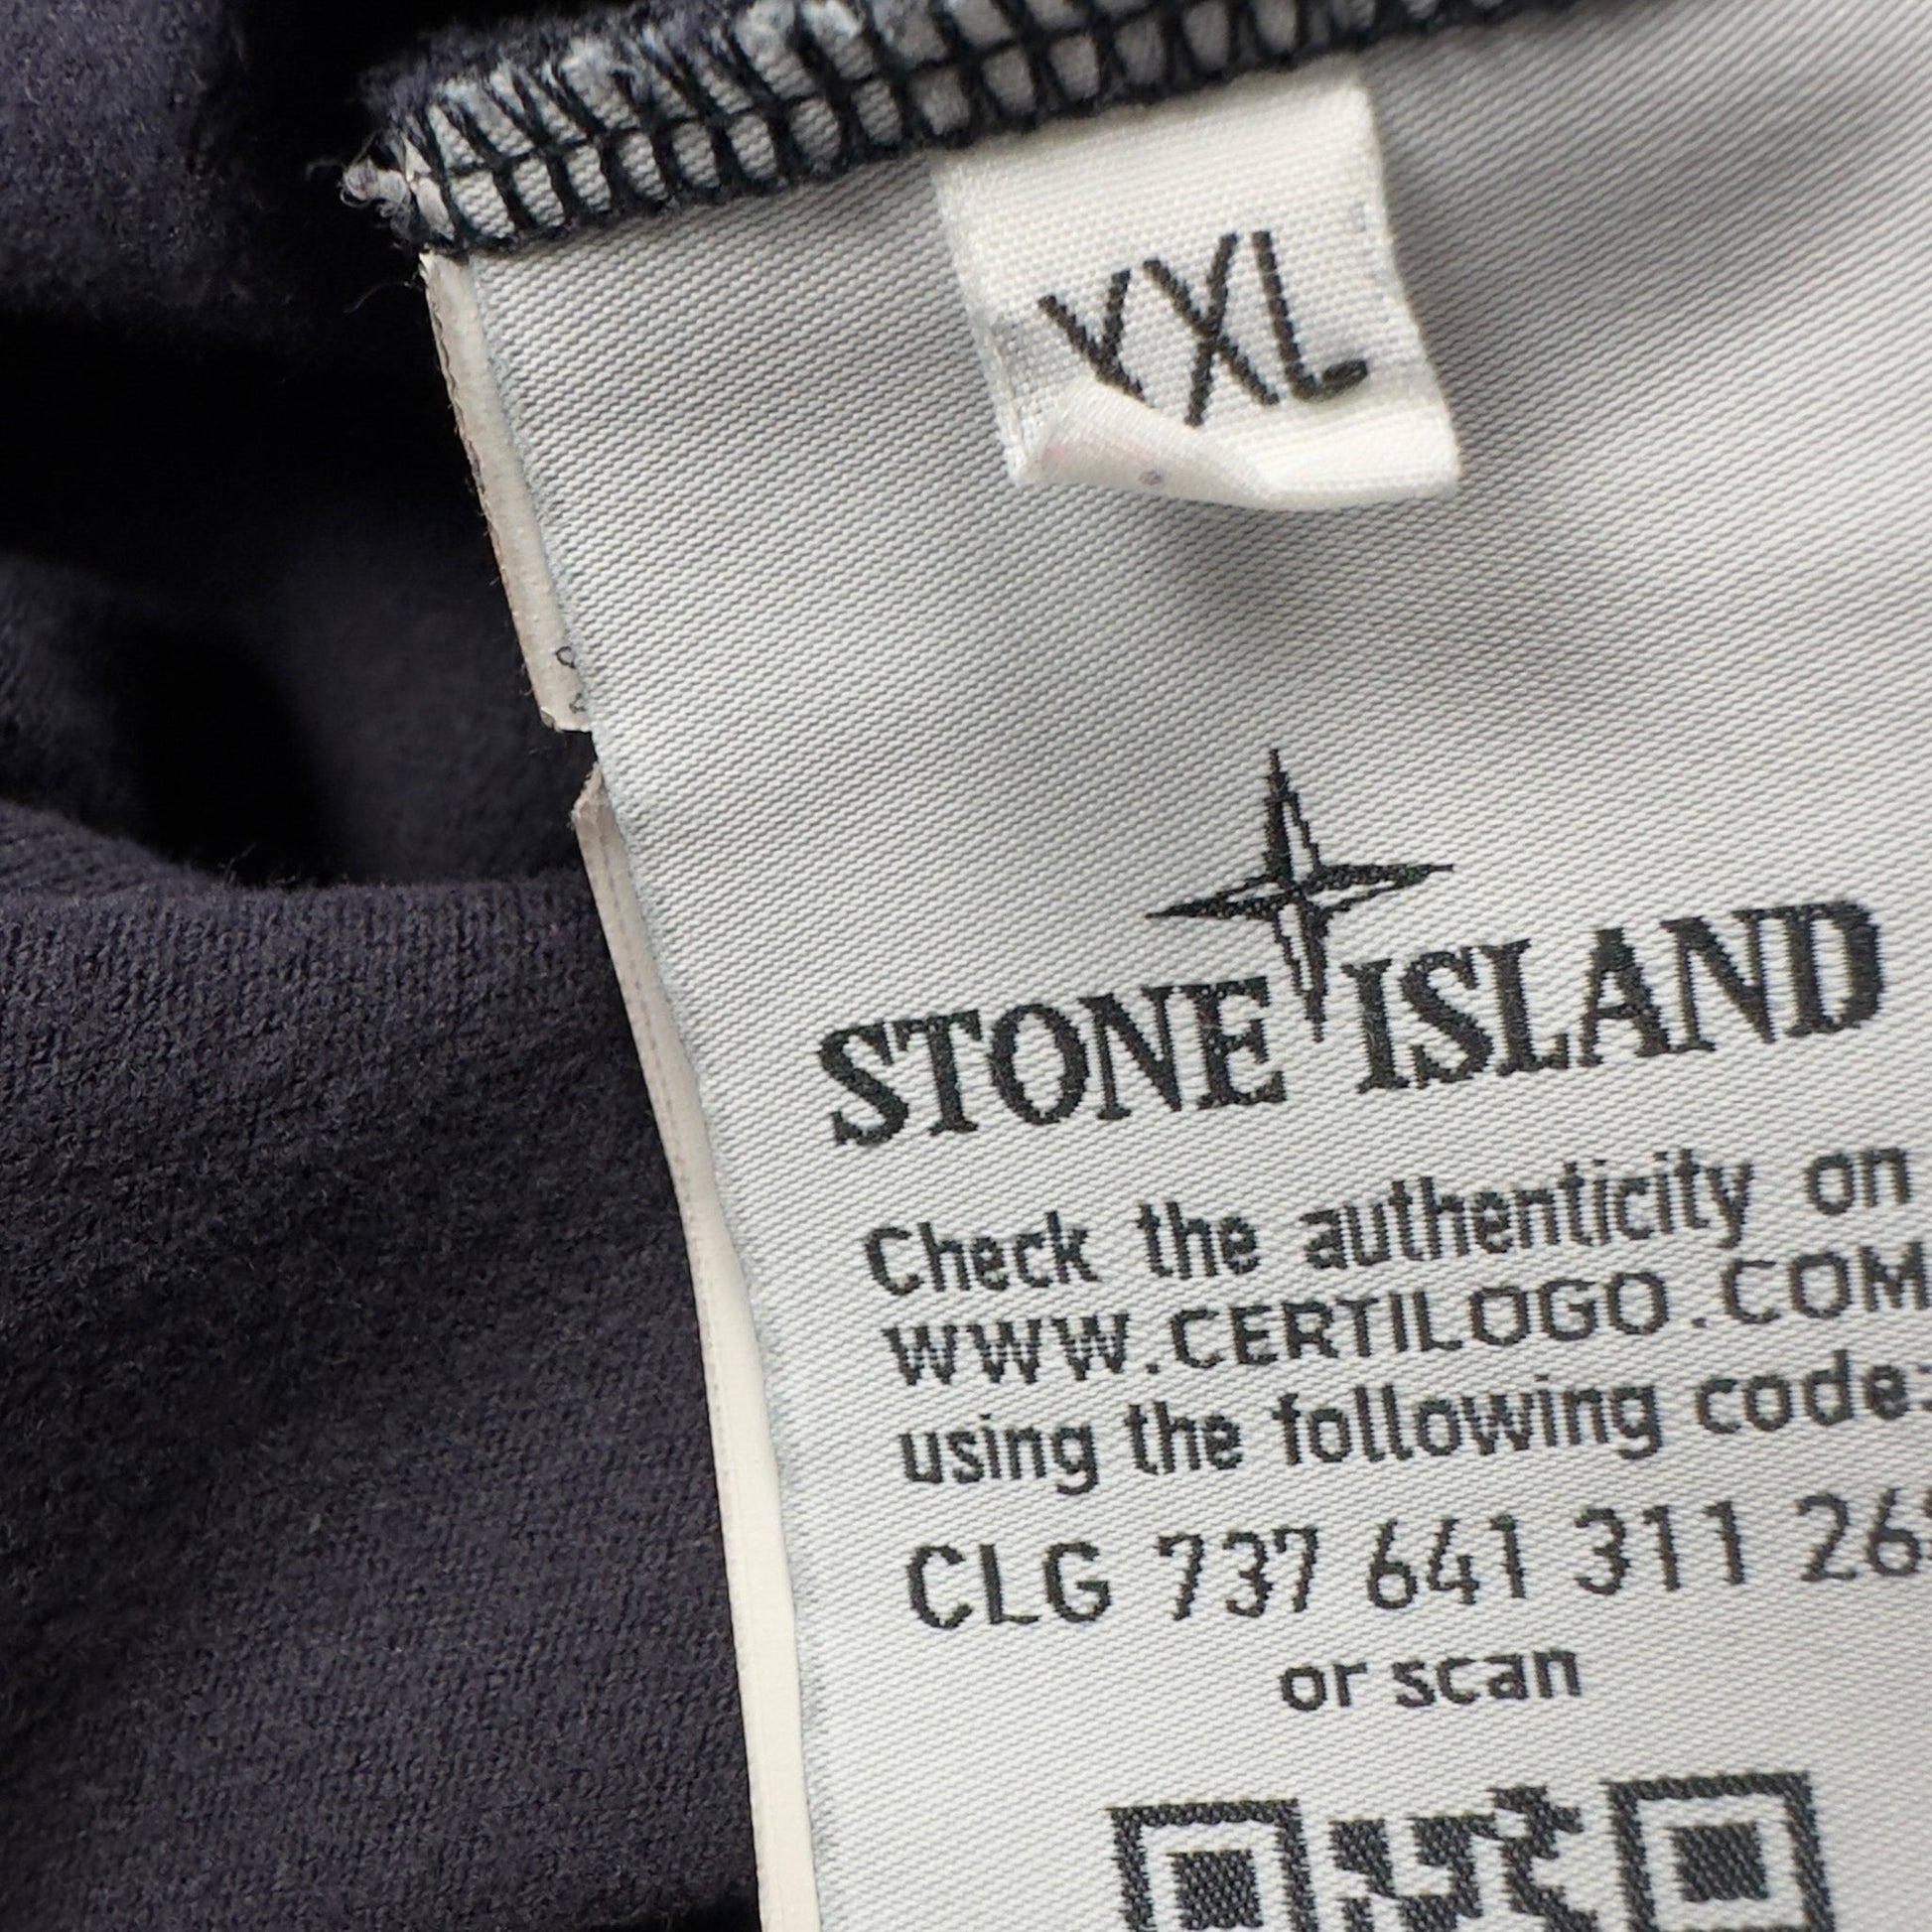 XXL
STONE ISLAND
Check the authenticity on
WWW.CERTILOGO.COM
using the following code:
CLG 737 641 311 26
or scan